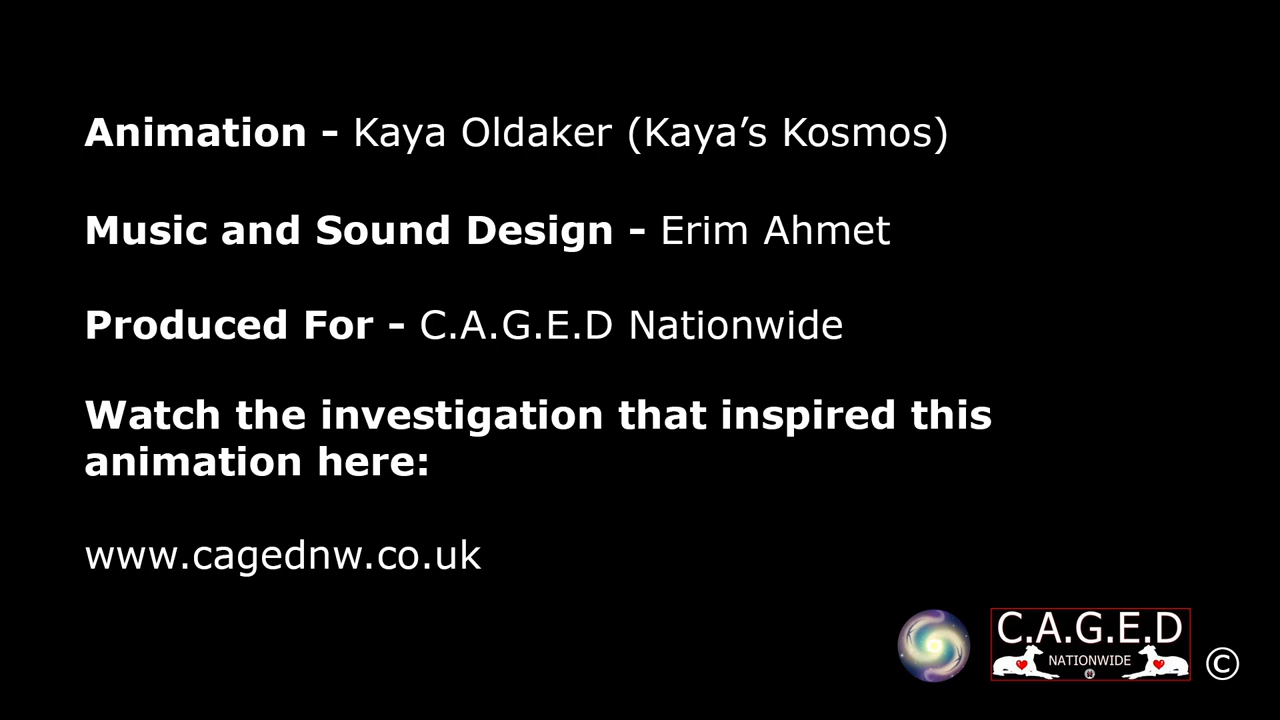 Animation - Kaya Oldaker (Kaya’s Kosmos)
Music and Sound Design - Erim Ahmet
Produced For - C.A.G.E.D Nationwide
Watch the investigation that inspired this
animation here:
www.cagednw.co.uk
C.A.G.E.D
NATIONWIDE
©